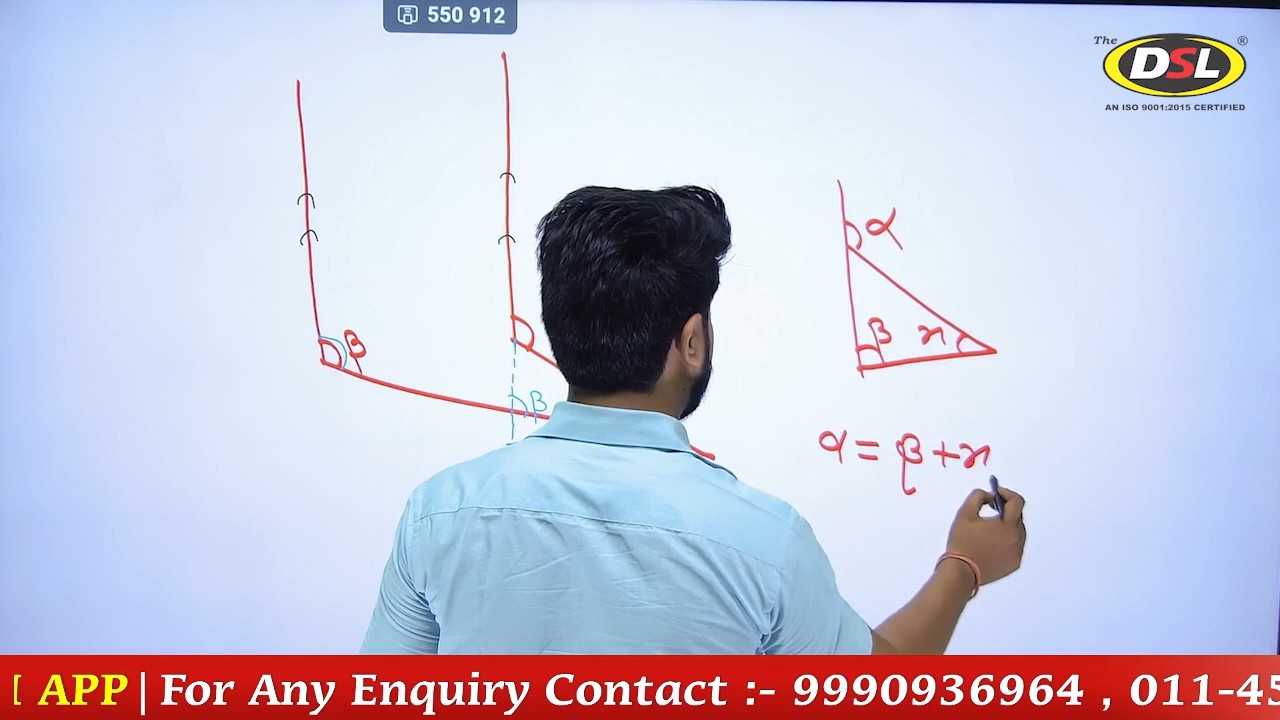 550 912
The DSL ®
AN ISO 9001:2015 CERTIFIED
α
β
x
β
β
α = β + x
APP | For Any Enquiry Contact :- 9990936964 , 011-45